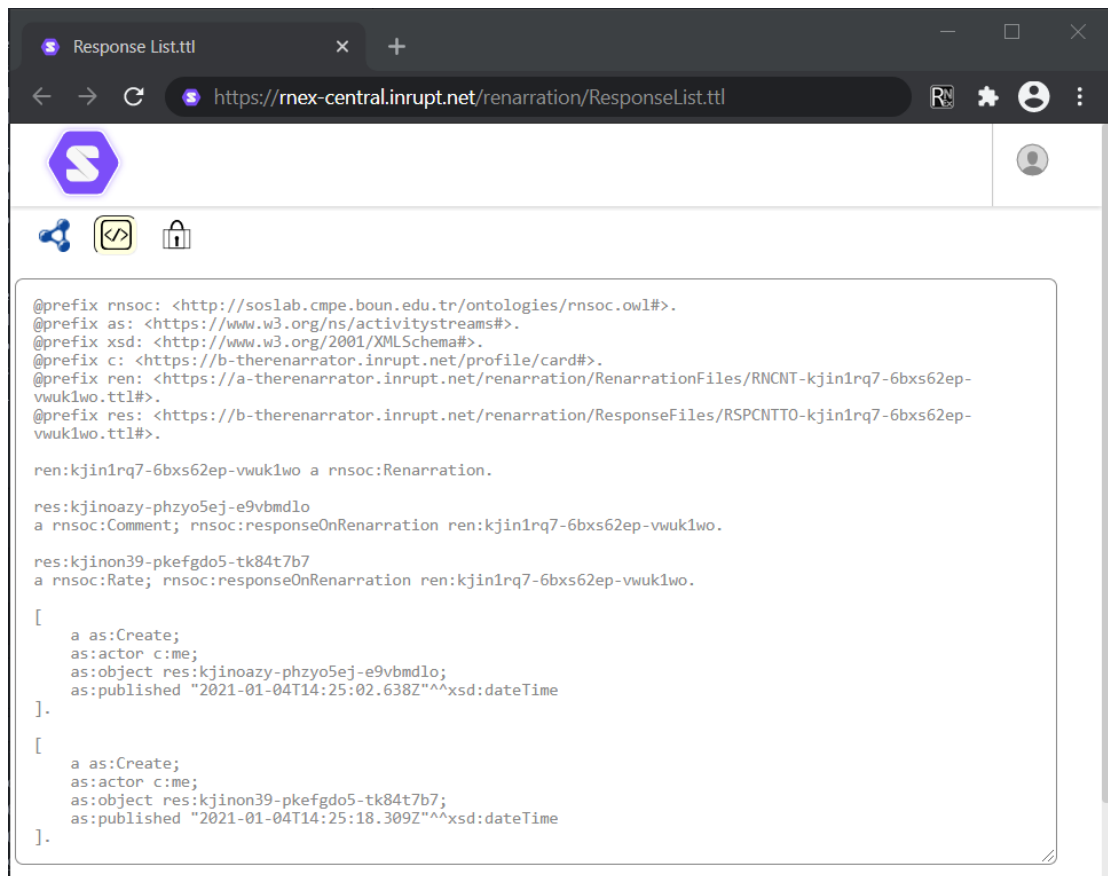 Response List.ttl
https://rnex-central.inrupt.net/renarration/ResponseList.ttl
RN
EX
S
</>
@prefix rnsoc: <http://soslab.cmpe.boun.edu.tr/ontologies/rnsoc.owl#>.
@prefix as: <https://www.w3.org/ns/activitystreams#>.
@prefix xsd: <http://www.w3.org/2001/XMLSchema#>.
@prefix c: <https://b-therenarrator.inrupt.net/profile/card#>.
@prefix ren: <https://a-therenarrator.inrupt.net/renarration/RenarrationFiles/RNCNT-kjin1rq7-6bxs62ep-
vwuk1wo.ttl#>.
@prefix res: <https://b-therenarrator.inrupt.net/renarration/ResponseFiles/RSPCNTTO-kjin1rq7-6bxs62ep-
vwuk1wo.ttl#>.
ren:kjin1rq7-6bxs62ep-vwuk1wo a rnsoc:Renarration.
res:kjinoazy-phzyo5ej-e9vbmdlo
a rnsoc:Comment; rnsoc:responseOnRenarration ren:kjin1rq7-6bxs62ep-vwuk1wo.
res:kjinon39-pkefgdo5-tk84t7b7
a rnsoc:Rate; rnsoc:responseOnRenarration ren:kjin1rq7-6bxs62ep-vwuk1wo.
[
a as:Create;
as:actor c:me;
as:object res:kjinoazy-phzyo5ej-e9vbmdlo;
as:published "2021-01-04T14:25:02.638Z"^^xsd:dateTime
].
[
a as:Create;
as:actor c:me;
as:object res:kjinon39-pkefgdo5-tk84t7b7;
as:published "2021-01-04T14:25:18.309Z"^^xsd:dateTime
].